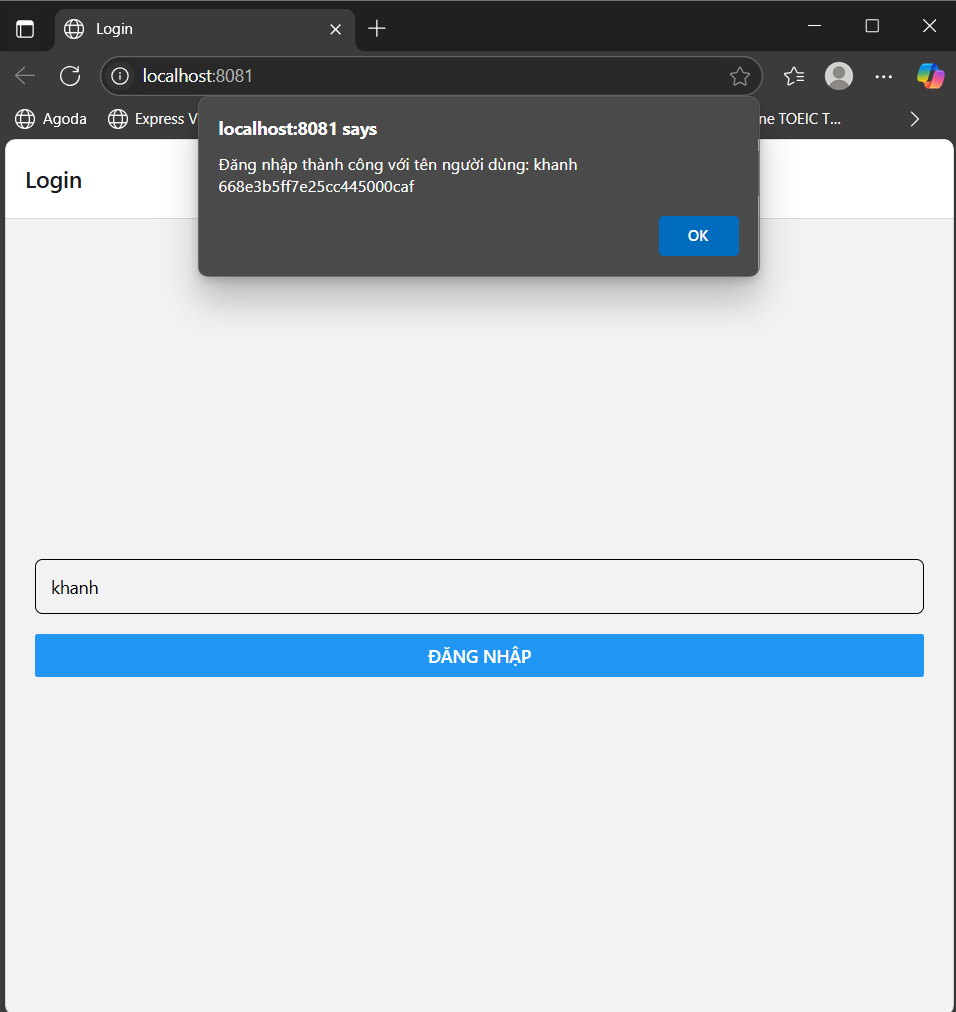 Login
localhost:8081
Agoda
Express V
ne TOEIC T...
localhost:8081 says
Đăng nhập thành công với tên người dùng: khanh
668e3b5ff7e25cc445000caf
OK
Login
khanh
ĐĂNG NHẬP